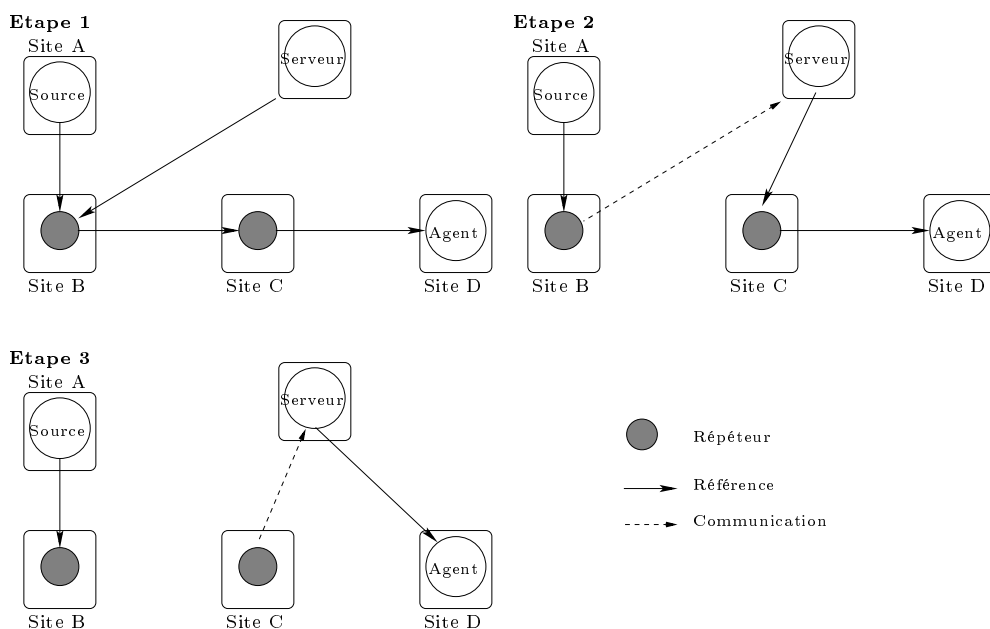 Etape 1
Site A
Source
Serveur
Agent
Site B
Site C
Site D
Etape 2
Site A
Source
Serveur
Agent
Site B
Site C
Site D
Etape 3
Site A
Source
Serveur
Agent
Site B
Site C
Site D
Répéteur
Référence
Communication